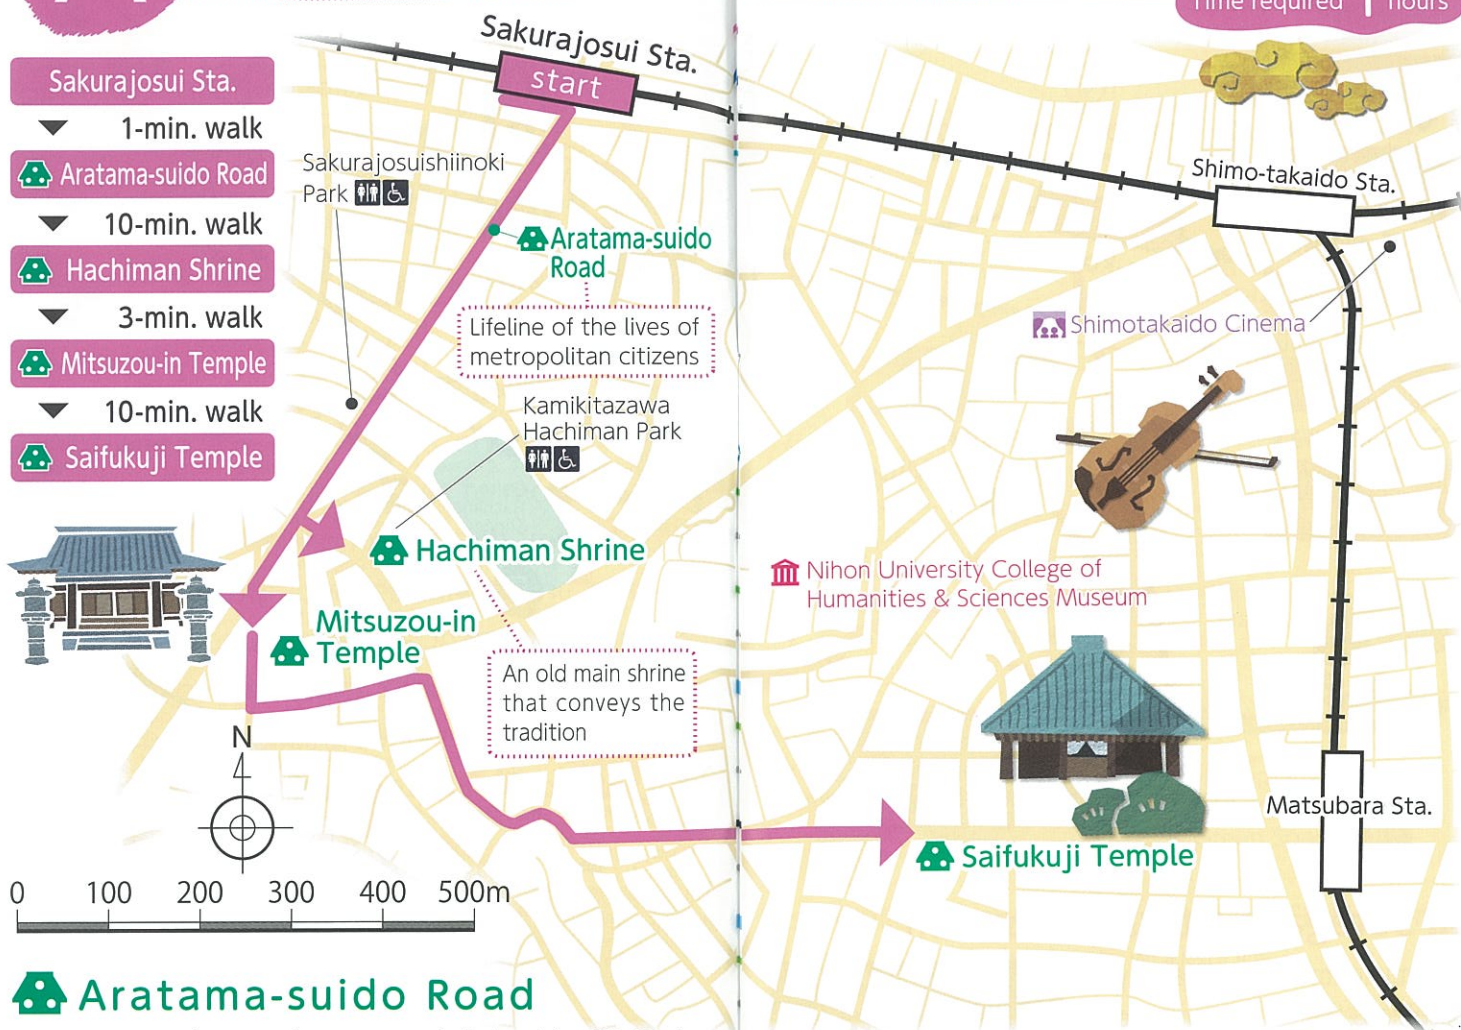 Time required 1 hours
Sakurajosui Sta.
1-min. walk
Aratama-suido Road
10-min. walk
Hachiman Shrine
3-min. walk
Mitsuzou-in Temple
10-min. walk
Saifukuji Temple
Sakurajosui Sta.
start
Sakurajosuishiinoki
Park
Aratama-suido
Road
Lifeline of the lives of
metropolitan citizens
Kamikitazawa
Hachiman Park
Hachiman Shrine
Mitsuzou-in
Temple
An old main shrine
that conveys the
tradition
Shimo-takaido Sta.
Shimotakaido Cinema
Nihon University College of
Humanities & Sciences Museum
Matsubara Sta.
Saifukuji Temple
N
0 100 200 300 400 500m
Aratama-suido Road